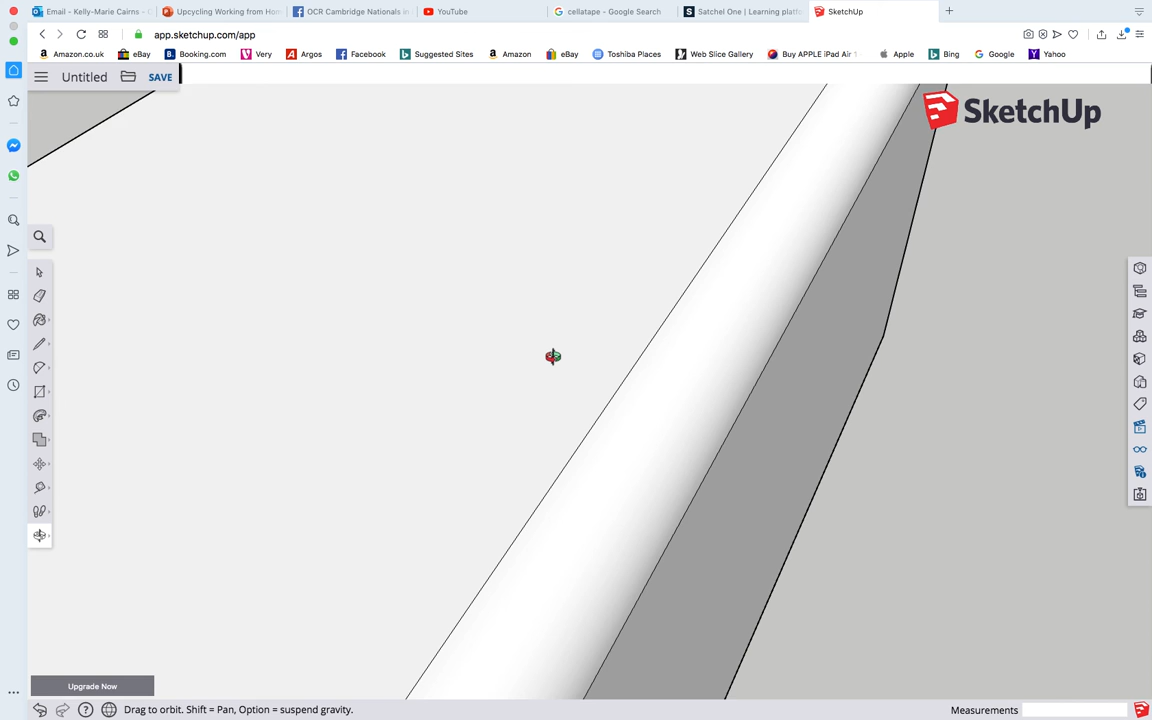 Email - Kelly-Marie Cairns - O
Upcycling Working from Hom
OCR Cambridge Nationals in
YouTube
cellatape - Google Search
Satchel One | Learning platfo
SketchUp
app.sketchup.com/app
Amazon.co.uk
eBay
Booking.com
Very
Argos
Facebook
Suggested Sites
Amazon
eBay
Toshiba Places
Web Slice Gallery
Buy APPLE iPad Air 1
Apple
Bing
Google
Yahoo
Untitled
SAVE
SketchUp
Upgrade Now
Drag to orbit. Shift = Pan, Option = suspend gravity.
Measurements